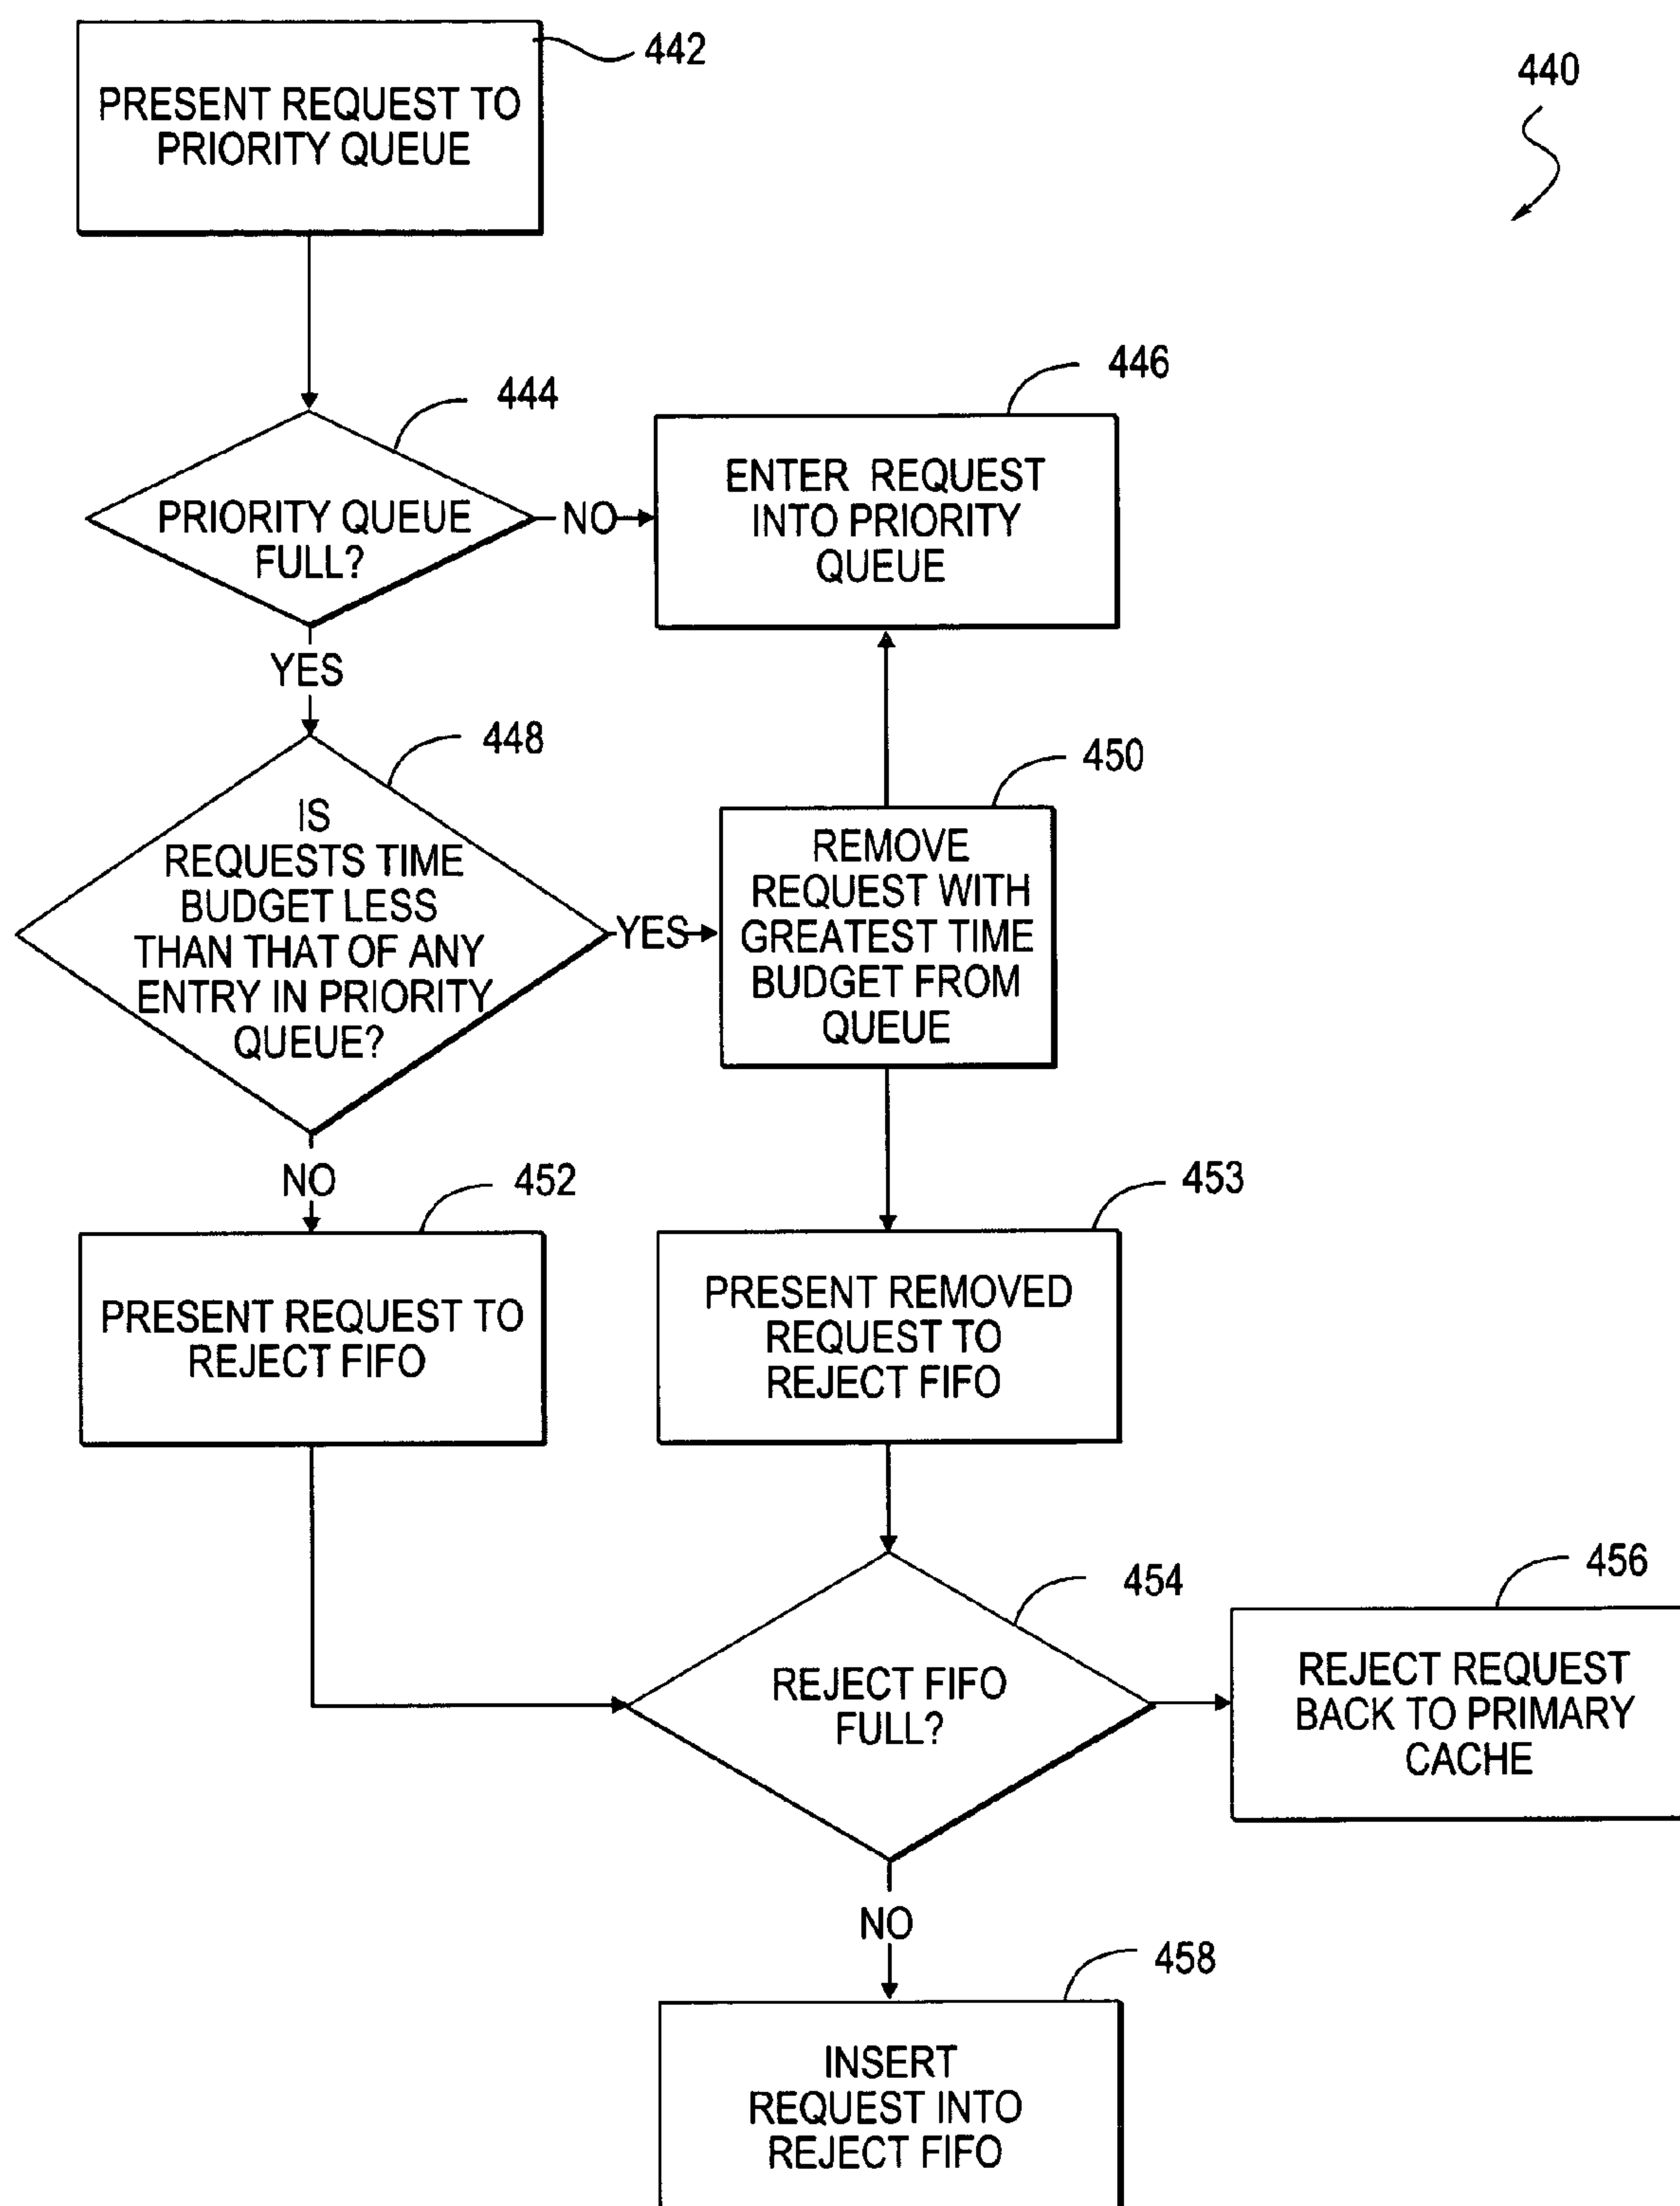 442
440
PRESENT REQUEST TO
PRIORITY QUEUE
446
444
ENTER REQUEST
INTO PRIORITY
QUEUE
PRIORITY QUEUE
FULL?
NO
YES
448
450
IS
REQUESTS TIME
BUDGET LESS
THAN THAT OF ANY
ENTRY IN PRIORITY
QUEUE?
YES
REMOVE
REQUEST WITH
GREATEST TIME
BUDGET FROM
QUEUE
NO
452
453
PRESENT REQUEST TO
REJECT FIFO
PRESENT REMOVED
REQUEST TO
REJECT FIFO
454
456
REJECT FIFO
FULL?
REJECT REQUEST
BACK TO PRIMARY
CACHE
NO
458
INSERT
REQUEST INTO
REJECT FIFO